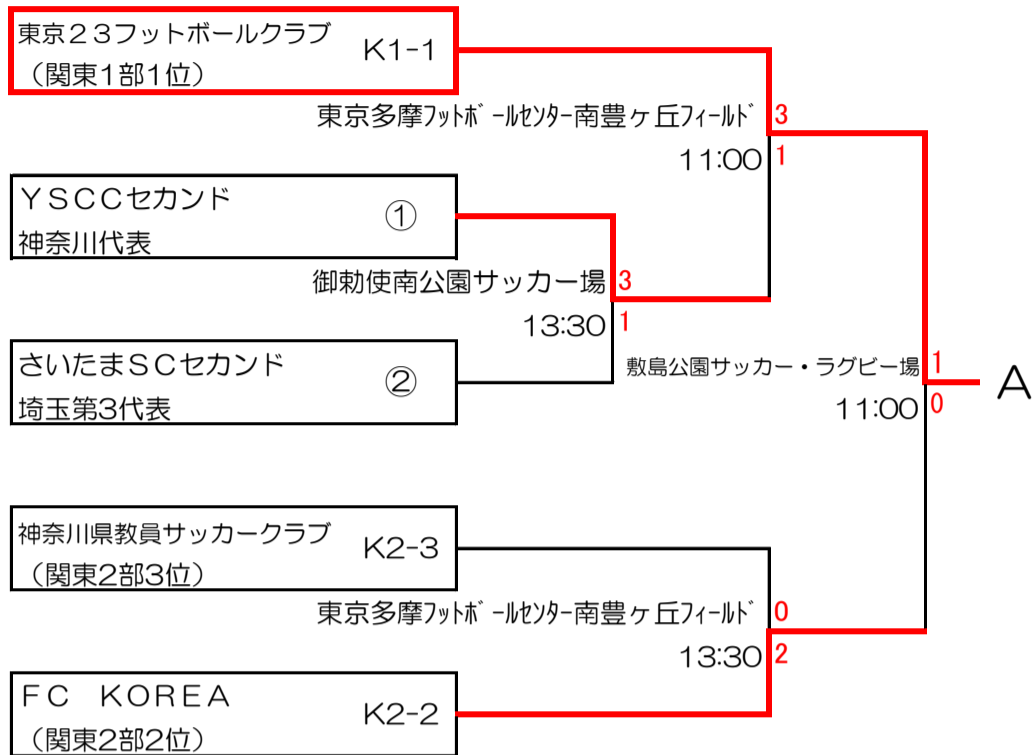 東京２３フットボールクラブ
（関東1部1位）
K1-1
東京多摩ﾌｯﾄﾎﾞｰﾙｾﾝﾀｰ南豊ヶ丘ﾌｨｰﾙﾄﾞ
3
11:00
1
ＹＳＣＣセカンド
神奈川代表
①
御勅使南公園サッカー場
3
13:30
1
さいたまＳＣセカンド
埼玉第3代表
②
敷島公園サッカー・ラグビー場
1
11:00
0
A
神奈川県教員サッカークラブ
（関東2部3位）
K2-3
東京多摩ﾌｯﾄﾎﾞｰﾙｾﾝﾀｰ南豊ヶ丘ﾌｨｰﾙﾄﾞ
0
13:30
2
ＦＣ　ＫＯＲＥＡ
（関東2部2位）
K2-2